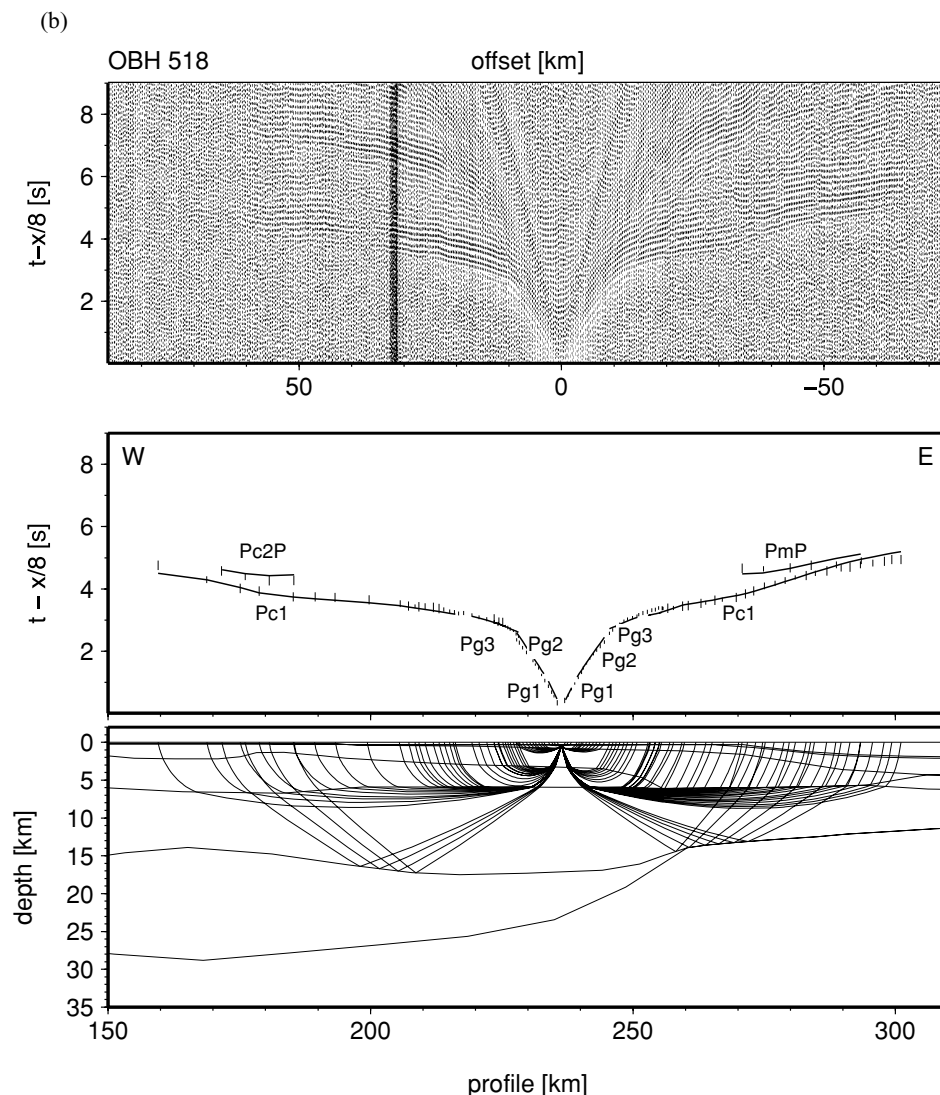 (b)
OBH 518 offset [km]
8
6
4
2
t−x/8 [s]
50 0 −50
W E
8
6
4
2
t − x/8 [s]
Pc2P PmP
Pc1 Pc1
Pg3 Pg2 Pg3
Pg2
Pg1 Pg1
0
5
10
15
20
25
30
35
depth [km]
150 200 250 300
profile [km]